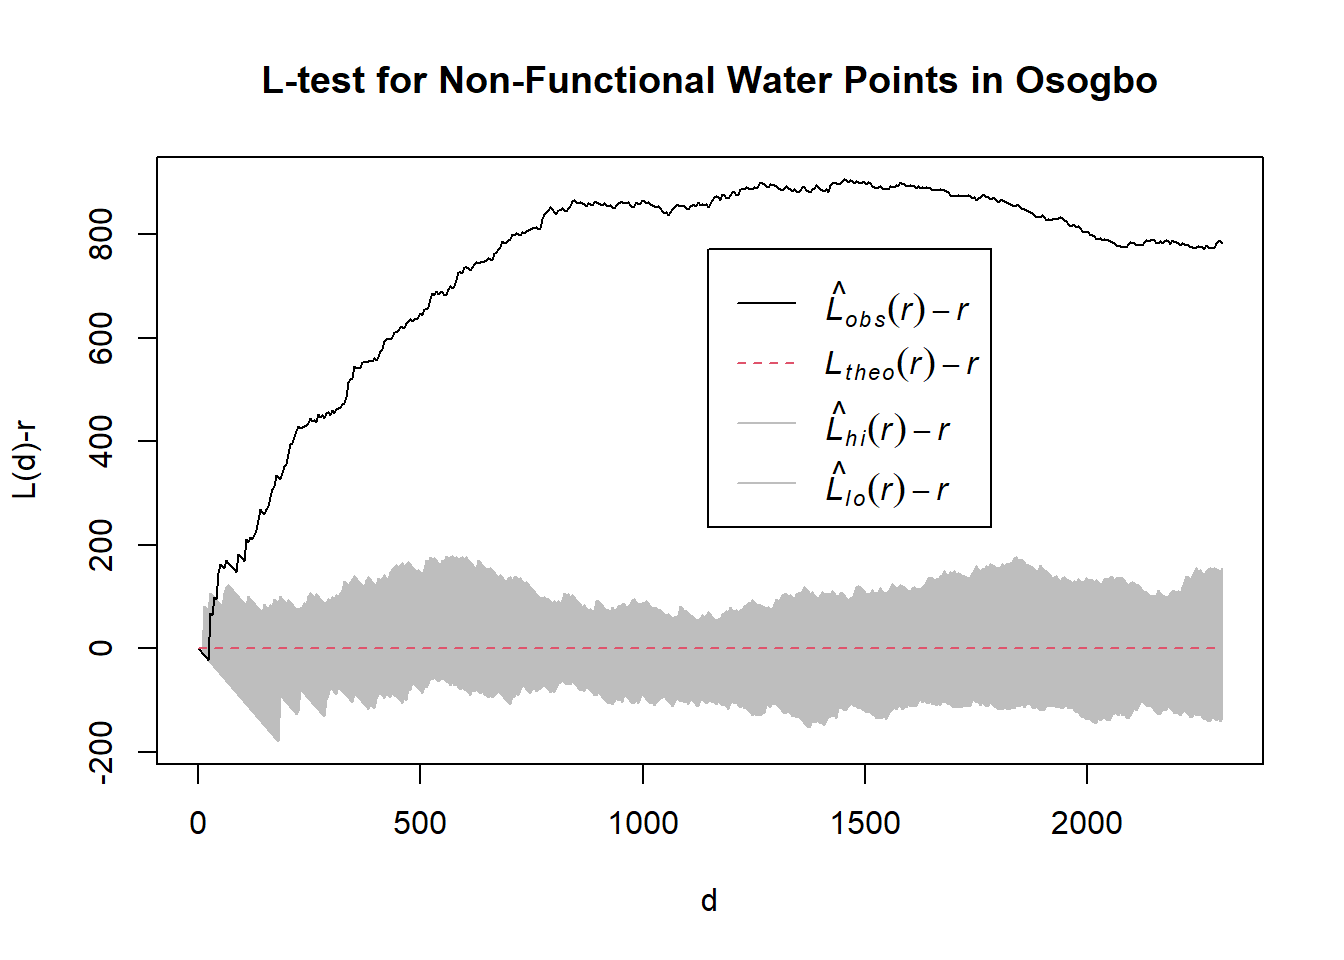 L-test for Non-Functional Water Points in Osogbo
L(d)-r
800
600
400
200
0
-200
L̂obs(r) – r
Ltheo(r) – r
L̂hi(r) – r
L̂lo(r) – r
0 500 1000 1500 2000
d